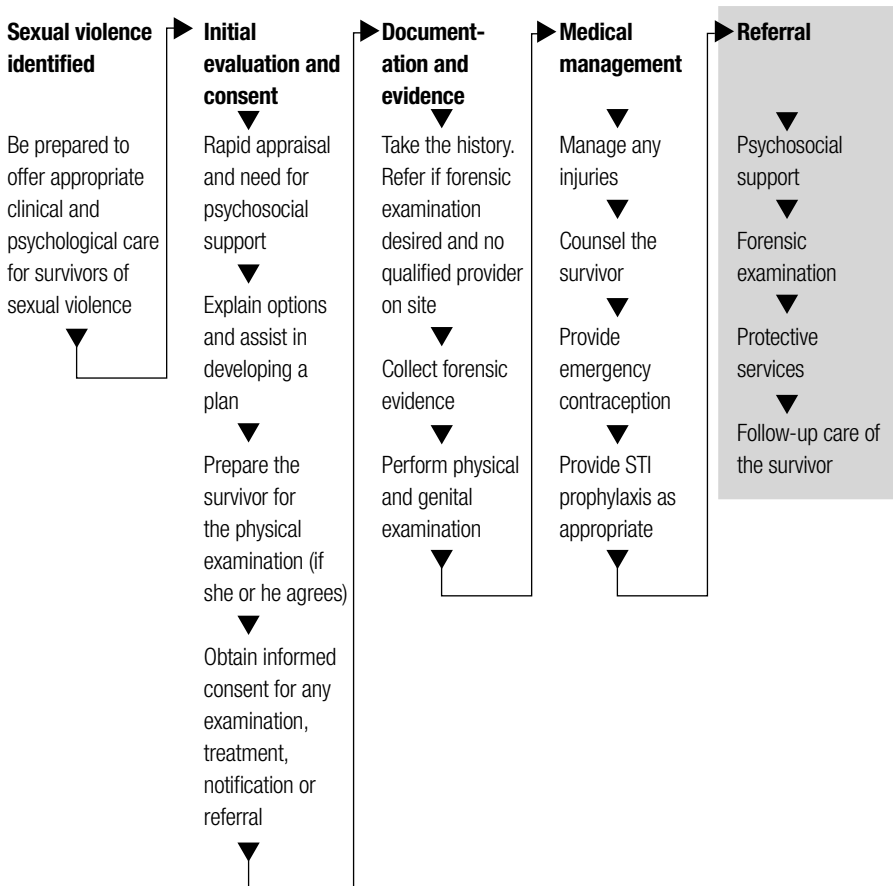 Sexual violence
identified
Be prepared to
offer appropriate
clinical and
psychological care
for survivors of
sexual violence
Initial
evaluation and
consent
Rapid appraisal
and need for
psychosocial
support
Explain options
and assist in
developing a
plan
Prepare the
survivor for
the physical
examination (if
she or he agrees)
Obtain informed
consent for any
examination,
treatment,
notification or
referral
Document-
ation and
evidence
Take the history.
Refer if forensic
examination
desired and no
qualified provider
on site
Collect forensic
evidence
Perform physical
and genital
examination
Medical
management
Manage any
injuries
Counsel the
survivor
Provide
emergency
contraception
Provide STI
prophylaxis as
appropriate
Referral
Psychosocial
support
Forensic
examination
Protective
services
Follow-up care of
the survivor